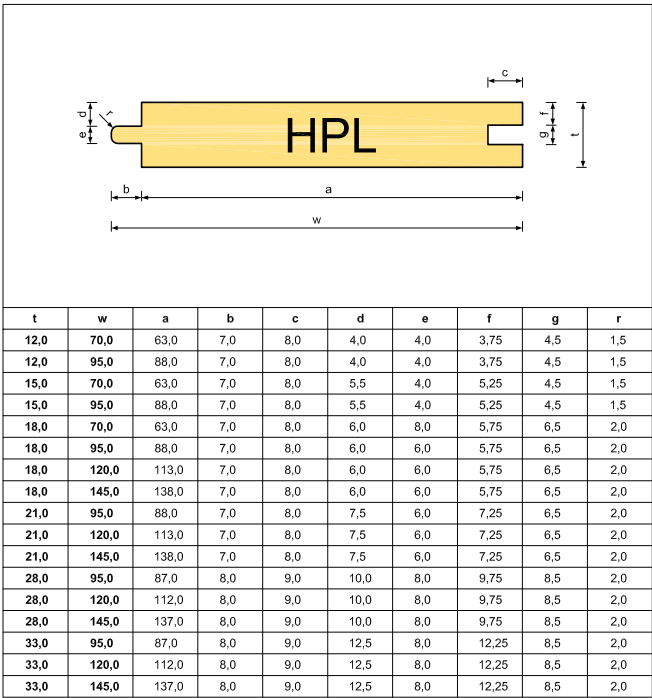 c
d
r
e
HPL
f
g
t
b
a
w
t w a b c d e f g r
12,0 70,0 63,0 7,0 8,0 4,0 4,0 3,75 4,5 1,5
12,0 95,0 88,0 7,0 8,0 4,0 4,0 3,75 4,5 1,5
15,0 70,0 63,0 7,0 8,0 5,5 4,0 5,25 4,5 1,5
15,0 95,0 88,0 7,0 8,0 5,5 4,0 5,25 4,5 1,5
18,0 70,0 63,0 7,0 8,0 6,0 8,0 5,75 6,5 2,0
18,0 95,0 88,0 7,0 8,0 6,0 6,0 5,75 6,5 2,0
18,0 120,0 113,0 7,0 8,0 6,0 6,0 5,75 6,5 2,0
18,0 145,0 138,0 7,0 8,0 6,0 6,0 5,75 6,5 2,0
21,0 95,0 88,0 7,0 8,0 7,5 6,0 7,25 6,5 2,0
21,0 120,0 113,0 7,0 8,0 7,5 6,0 7,25 6,5 2,0
21,0 145,0 138,0 7,0 8,0 7,5 6,0 7,25 6,5 2,0
28,0 95,0 87,0 8,0 9,0 10,0 8,0 9,75 8,5 2,0
28,0 120,0 112,0 8,0 9,0 10,0 8,0 9,75 8,5 2,0
28,0 145,0 137,0 8,0 9,0 10,0 8,0 9,75 8,5 2,0
33,0 95,0 87,0 8,0 9,0 12,5 8,0 12,25 8,5 2,0
33,0 120,0 112,0 8,0 9,0 12,5 8,0 12,25 8,5 2,0
33,0 145,0 137,0 8,0 9,0 12,5 8,0 12,25 8,5 2,0